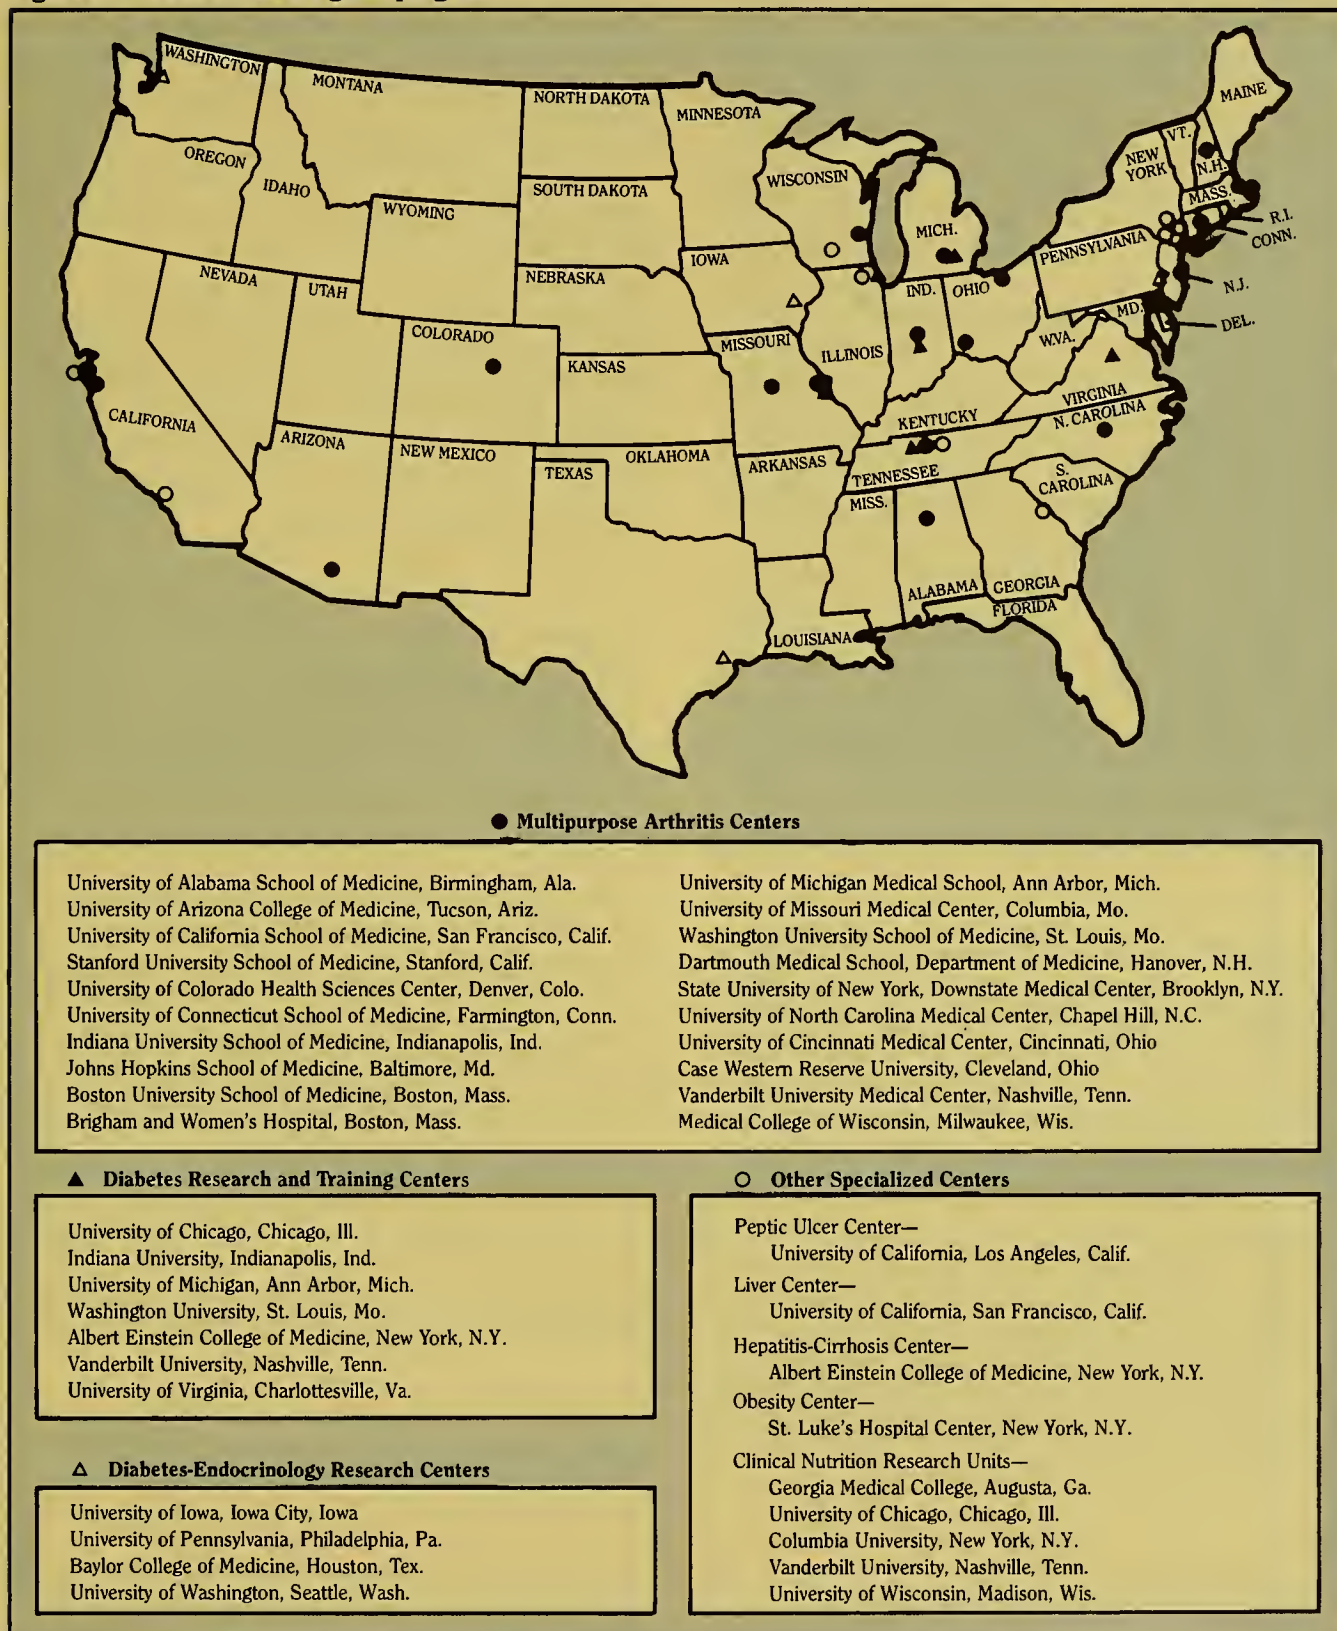 WASHINGTON
MONTANA
NORTH DAKOTA
MINNESOTA
MAINE
VT.
NEW
YORK
N.H.
OREGON
IDAHO
WISCONSIN
SOUTH DAKOTA
MASS.
WYOMING
MICH.
R.I.
CONN.
PENNSYLVANIA
IOWA
NEVADA
NEBRASKA
UTAH
IND.
OHIO
N.J.
MD.
DEL.
COLORADO
MISSOURI
ILLINOIS
W.VA.
KANSAS
VIRGINIA
CALIFORNIA
KENTUCKY
N. CAROLINA
ARIZONA
NEW MEXICO
OKLAHOMA
ARKANSAS
TEXAS
TENNESSEE
S.
CAROLINA
MISS.
ALABAMA
GEORGIA
FLORIDA
LOUISIANA
● Multipurpose Arthritis Centers
University of Alabama School of Medicine, Birmingham, Ala.
University of Arizona College of Medicine, Tucson, Ariz.
University of California School of Medicine, San Francisco, Calif.
Stanford University School of Medicine, Stanford, Calif.
University of Colorado Health Sciences Center, Denver, Colo.
University of Connecticut School of Medicine, Farmington, Conn.
Indiana University School of Medicine, Indianapolis, Ind.
Johns Hopkins School of Medicine, Baltimore, Md.
Boston University School of Medicine, Boston, Mass.
Brigham and Women's Hospital, Boston, Mass.
University of Michigan Medical School, Ann Arbor, Mich.
University of Missouri Medical Center, Columbia, Mo.
Washington University School of Medicine, St. Louis, Mo.
Dartmouth Medical School, Department of Medicine, Hanover, N.H.
State University of New York, Downstate Medical Center, Brooklyn, N.Y.
University of North Carolina Medical Center, Chapel Hill, N.C.
University of Cincinnati Medical Center, Cincinnati, Ohio
Case Western Reserve University, Cleveland, Ohio
Vanderbilt University Medical Center, Nashville, Tenn.
Medical College of Wisconsin, Milwaukee, Wis.
▲ Diabetes Research and Training Centers
University of Chicago, Chicago, Ill.
Indiana University, Indianapolis, Ind.
University of Michigan, Ann Arbor, Mich.
Washington University, St. Louis, Mo.
Albert Einstein College of Medicine, New York, N.Y.
Vanderbilt University, Nashville, Tenn.
University of Virginia, Charlottesville, Va.
△ Diabetes-Endocrinology Research Centers
University of Iowa, Iowa City, Iowa
University of Pennsylvania, Philadelphia, Pa.
Baylor College of Medicine, Houston, Tex.
University of Washington, Seattle, Wash.
○ Other Specialized Centers
Peptic Ulcer Center—
University of California, Los Angeles, Calif.
Liver Center—
University of California, San Francisco, Calif.
Hepatitis-Cirrhosis Center—
Albert Einstein College of Medicine, New York, N.Y.
Obesity Center—
St. Luke's Hospital Center, New York, N.Y.
Clinical Nutrition Research Units—
Georgia Medical College, Augusta, Ga.
University of Chicago, Chicago, Ill.
Columbia University, New York, N.Y.
Vanderbilt University, Nashville, Tenn.
University of Wisconsin, Madison, Wis.